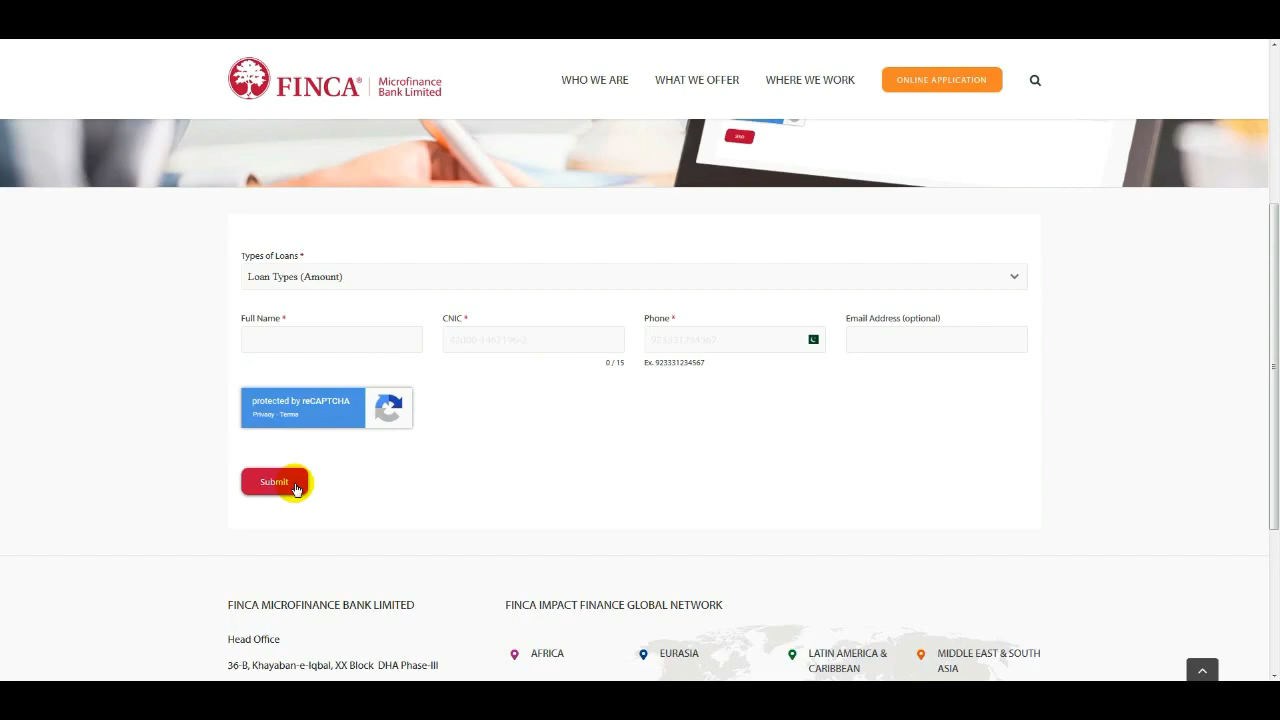 FINCA® Microfinance
Bank Limited
WHO WE ARE WHAT WE OFFER WHERE WE WORK ONLINE APPLICATION
Types of Loans *
Loan Types (Amount)
Full Name * CNIC * Phone * Email Address (optional)
923331234567
0 / 15 Ex. 923331234567
protected by reCAPTCHA
Privacy - Terms
Submit
FINCA MICROFINANCE BANK LIMITED FINCA IMPACT FINANCE GLOBAL NETWORK
Head Office
AFRICA EURASIA LATIN AMERICA & MIDDLE EAST & SOUTH
36-B, Khayaban-e-Iqbal, XX Block DHA Phase-III CARIBBEAN ASIA